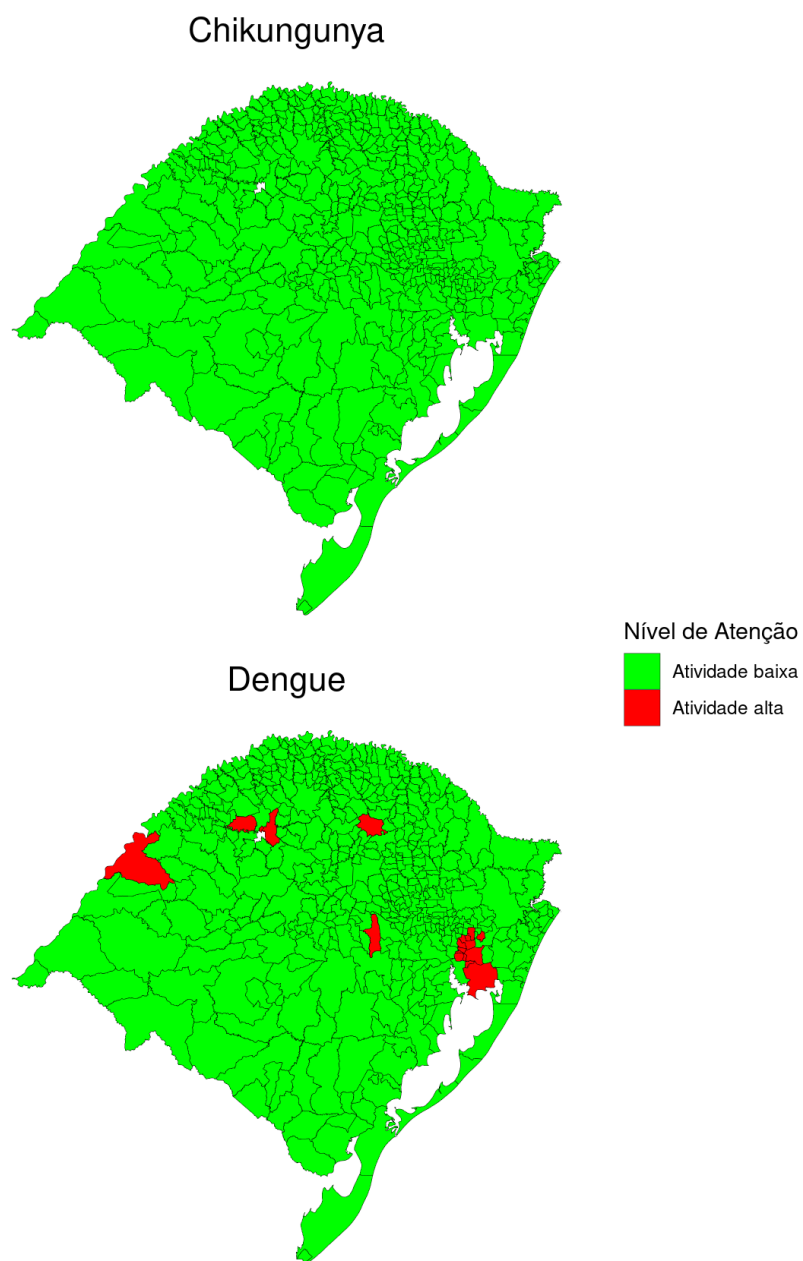 Chikungunya
Nível de Atenção
Atividade baixa
Atividade alta
Dengue